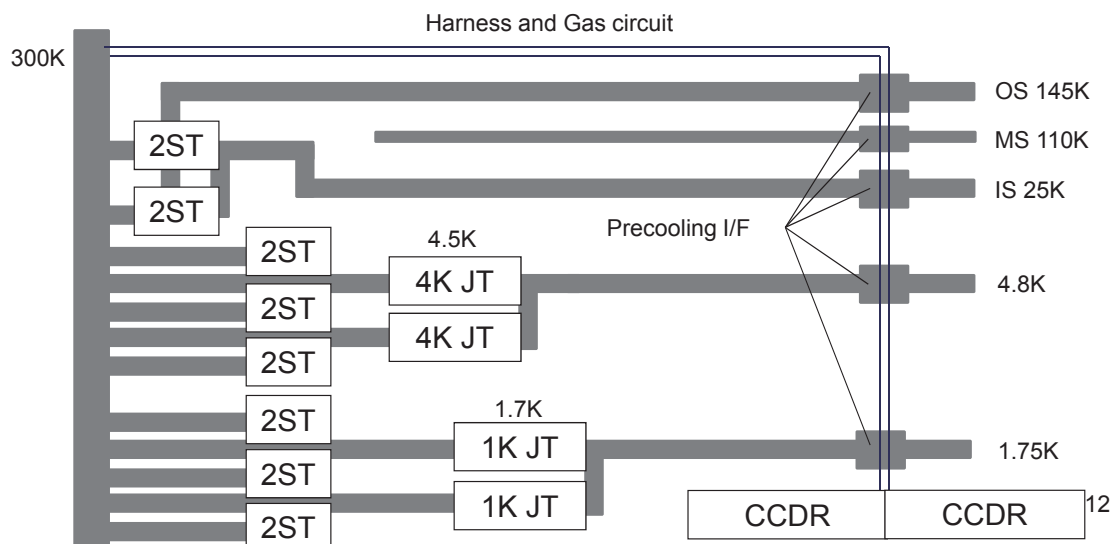 Harness and Gas circuit
300K
OS 145K
2ST
MS 110K
2ST
IS 25K
Precooling I/F
4.5K
2ST
4K JT
4.8K
2ST
4K JT
2ST
1.7K
2ST
1K JT
1.75K
2ST
1K JT
CCDR
CCDR
12
2ST